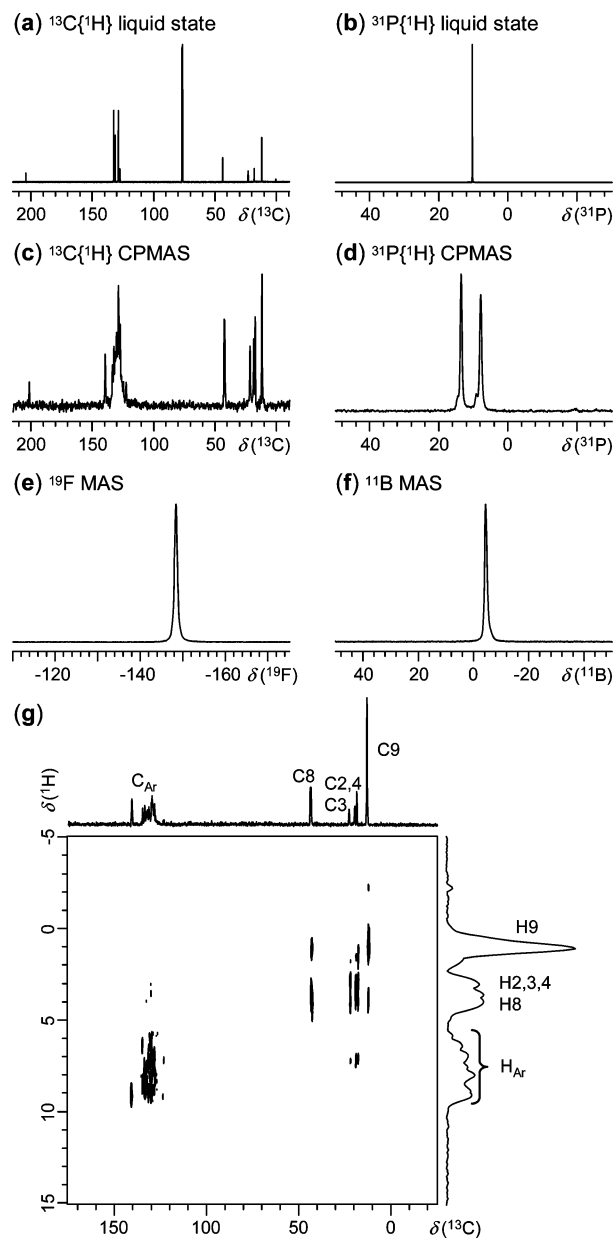 (a) ¹³C{¹H} liquid state
(b) ³¹P{¹H} liquid state
200 150 100 50 δ(¹³C)
40 20 0 δ(³¹P)
(c) ¹³C{¹H} CPMAS
(d) ³¹P{¹H} CPMAS
200 150 100 50 δ(¹³C)
40 20 0 δ(³¹P)
(e) ¹⁹F MAS
(f) ¹¹B MAS
-120 -140 -160 δ(¹⁹F)
40 20 0 -20 δ(¹¹B)
(g)
C9
C8
C_Ar
C2,4
C3
δ(¹H)
-5
0
5
10
15
H9
H2,3,4
H8
H_Ar
150 100 50 0 δ(¹³C)